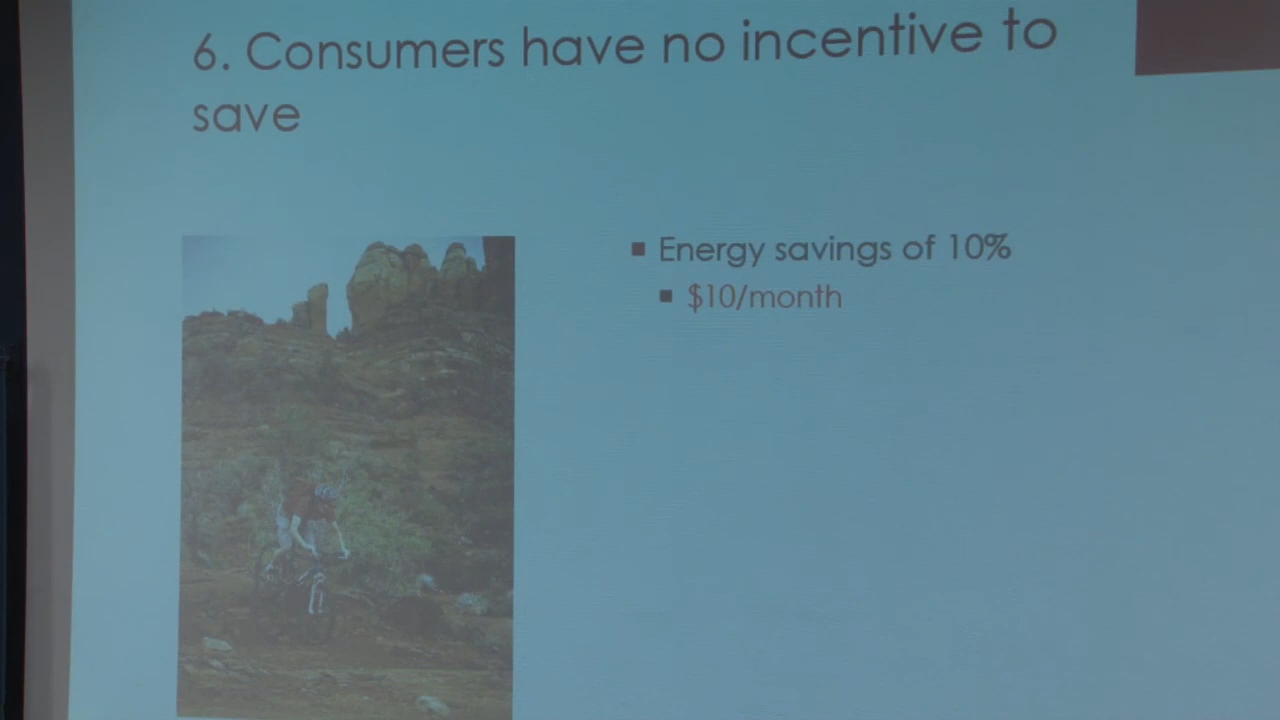 6. Consumers have no incentive to
save
Energy savings of 10%
$10/month